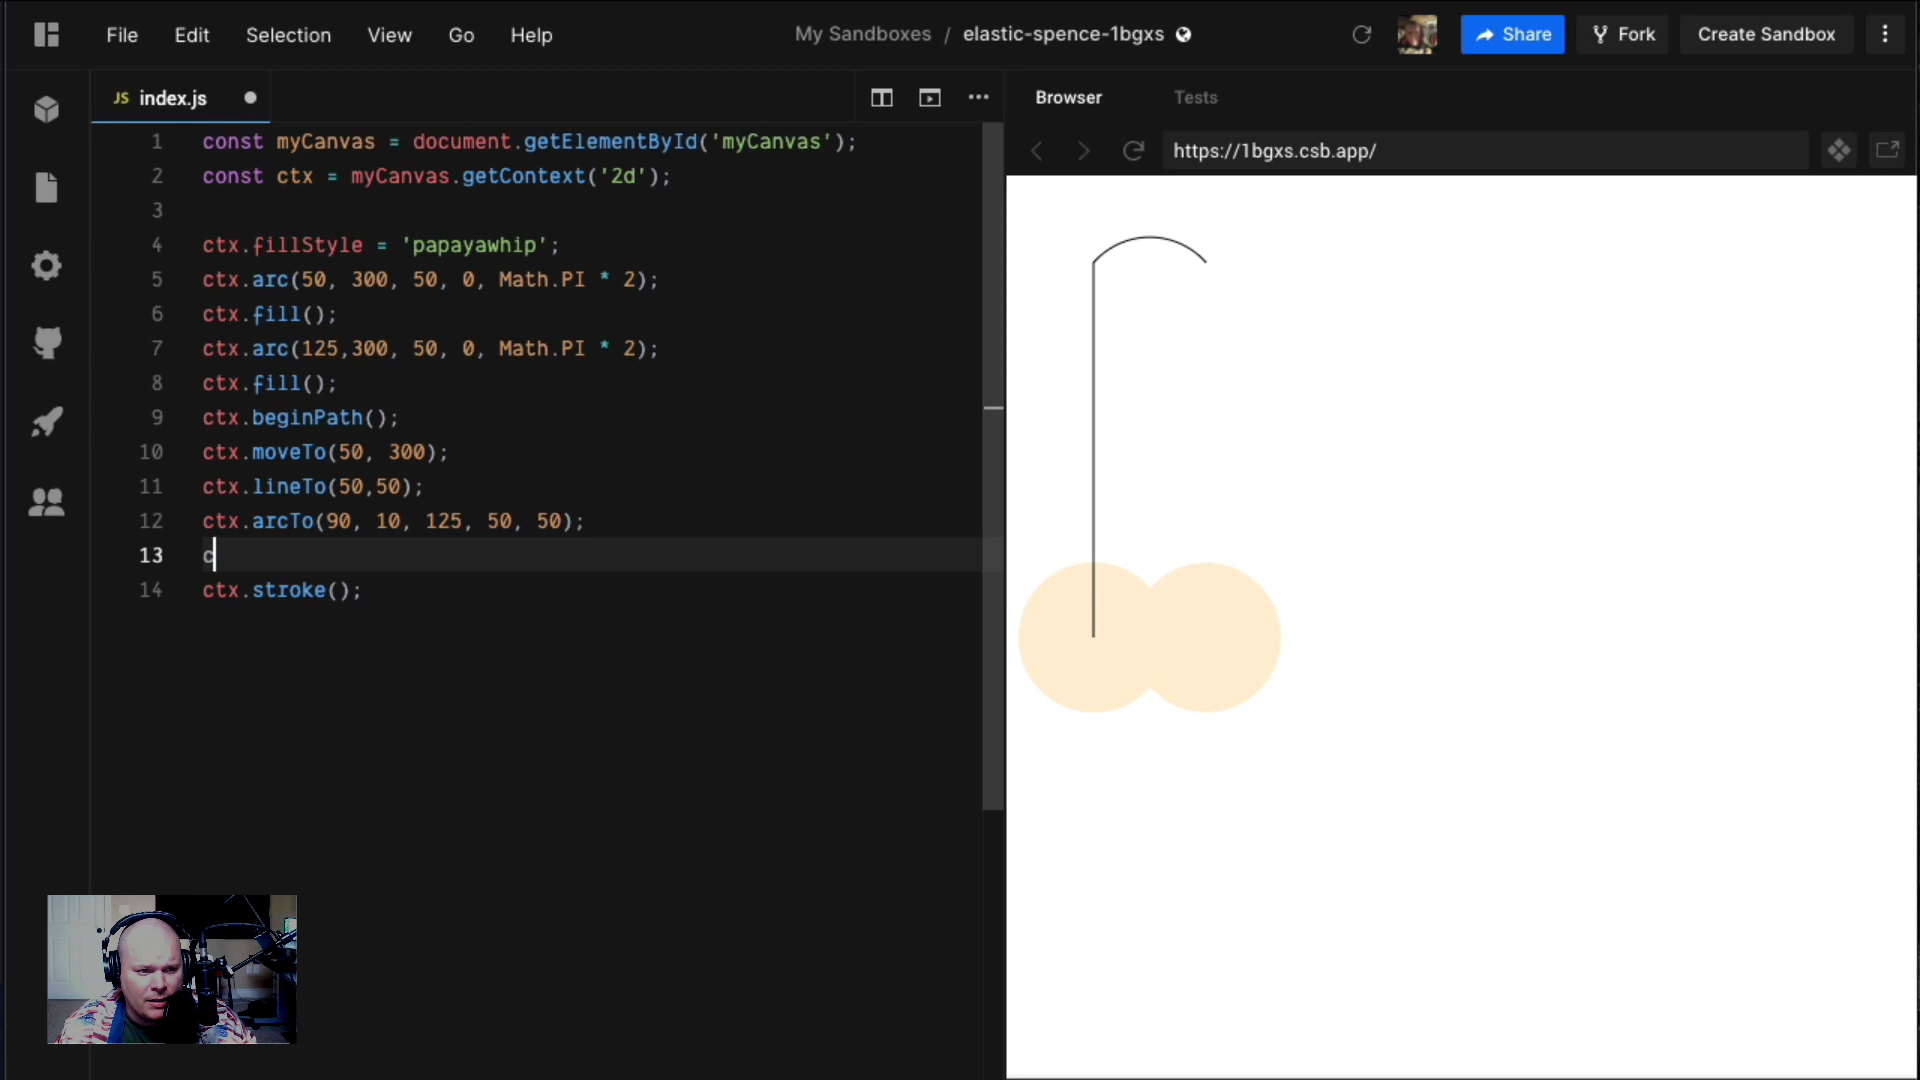 File Edit Selection View Go Help
My Sandboxes / elastic-spence-1bgxs
Share Fork Create Sandbox
JS index.js
1 const myCanvas = document.getElementById('myCanvas');
2 const ctx = myCanvas.getContext('2d');
3
4 ctx.fillStyle = 'papayawhip';
5 ctx.arc(50, 300, 50, 0, Math.PI * 2);
6 ctx.fill();
7 ctx.arc(125,300, 50, 0, Math.PI * 2);
8 ctx.fill();
9 ctx.beginPath();
10 ctx.moveTo(50, 300);
11 ctx.lineTo(50,50);
12 ctx.arcTo(90, 10, 125, 50, 50);
13 c
14 ctx.stroke();
Browser Tests
https://1bgxs.csb.app/